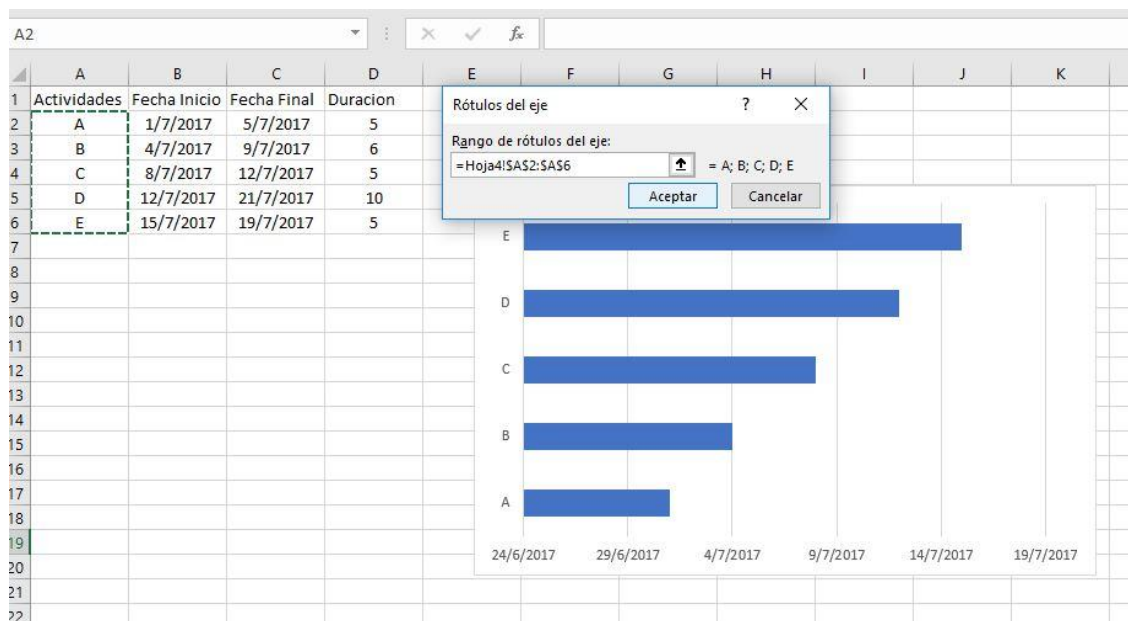 A2
fx
A B C D E F G H I J K
1 Actividades Fecha Inicio Fecha Final Duracion
2 A 1/7/2017 5/7/2017 5
3 B 4/7/2017 9/7/2017 6
4 C 8/7/2017 12/7/2017 5
5 D 12/7/2017 21/7/2017 10
6 E 15/7/2017 19/7/2017 5
7
8
9
10
11
12
13
14
15
16
17
18
19
20
21
22
Rótulos del eje ? X
Rango de rótulos del eje:
=Hoja4!$A$2:$A$6 = A; B; C; D; E
Aceptar Cancelar
E
D
C
B
A
24/6/2017 29/6/2017 4/7/2017 9/7/2017 14/7/2017 19/7/2017